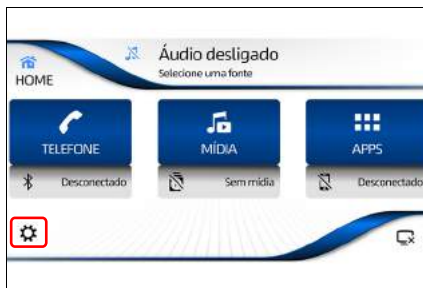 Áudio desligado
Selecione uma fonte
HOME
TELEFONE
MÍDIA
APPS
Desconectado
Sem mídia
Desconectado